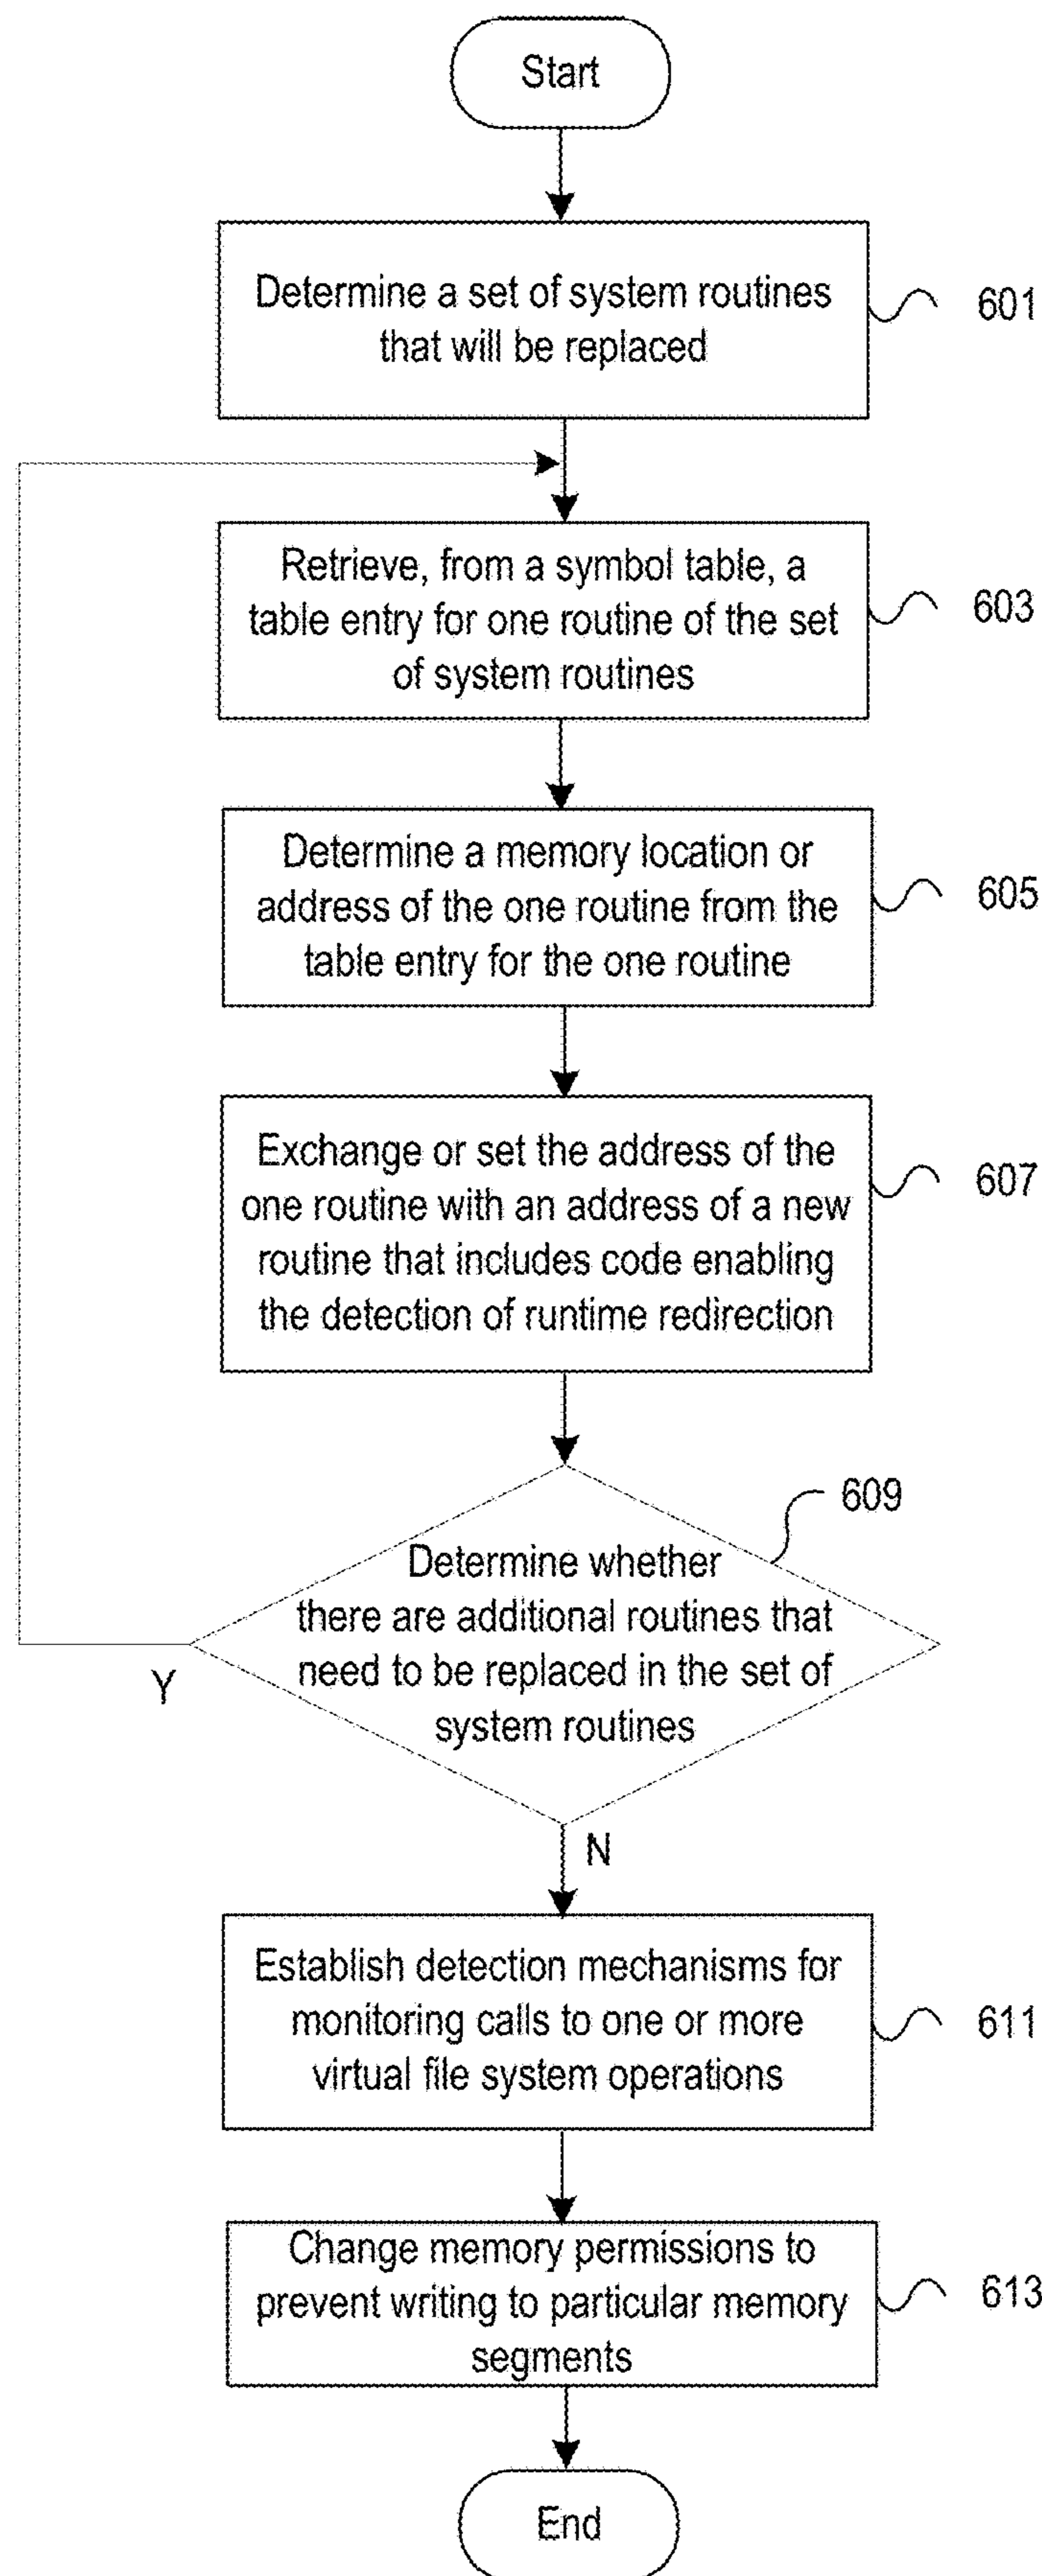 Start
Determine a set of system routines
that will be replaced
601
Retrieve, from a symbol table, a
table entry for one routine of the set
of system routines
603
Determine a memory location or
address of the one routine from the
table entry for the one routine
605
Exchange or set the address of the
one routine with an address of a new
routine that includes code enabling
the detection of runtime redirection
607
609
Determine whether
there are additional routines that
need to be replaced in the set of
system routines
Y
N
Establish detection mechanisms for
monitoring calls to one or more
virtual file system operations
611
Change memory permissions to
prevent writing to particular memory
segments
613
End